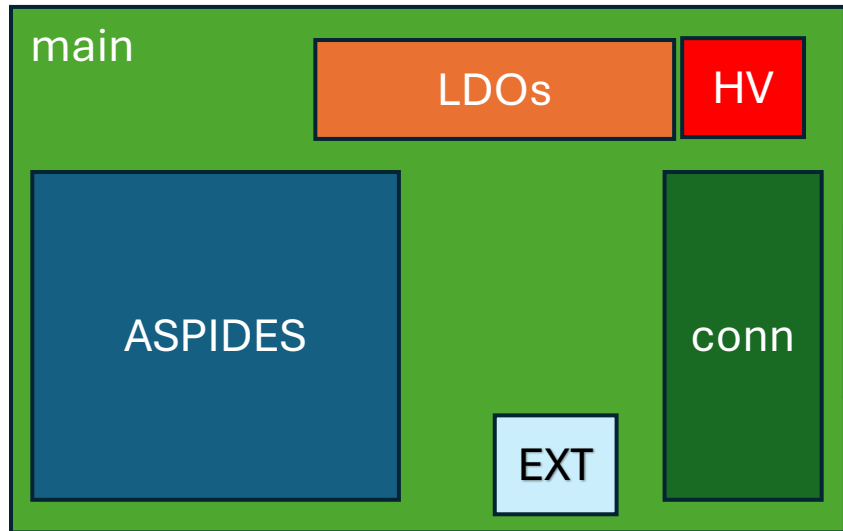 main
LDOs
HV
ASPIDES
conn
EXT